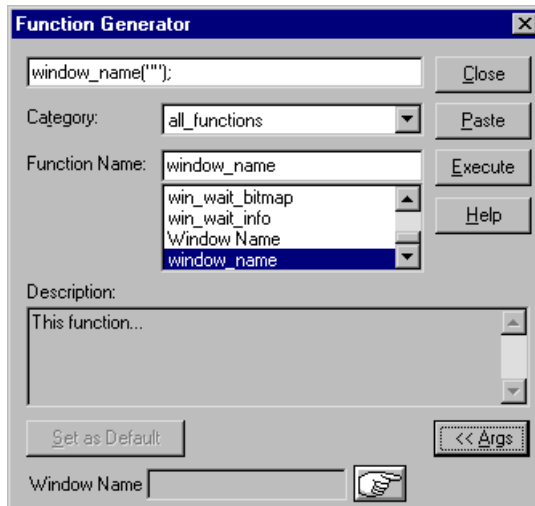 Function Generator
window_name("");
Close
Category:
all_functions
Paste
Function Name:
window_name
Execute
win_wait_bitmap
win_wait_info
Window Name
window_name
Help
Description:
This function...
Set as Default
<< Args
Window Name